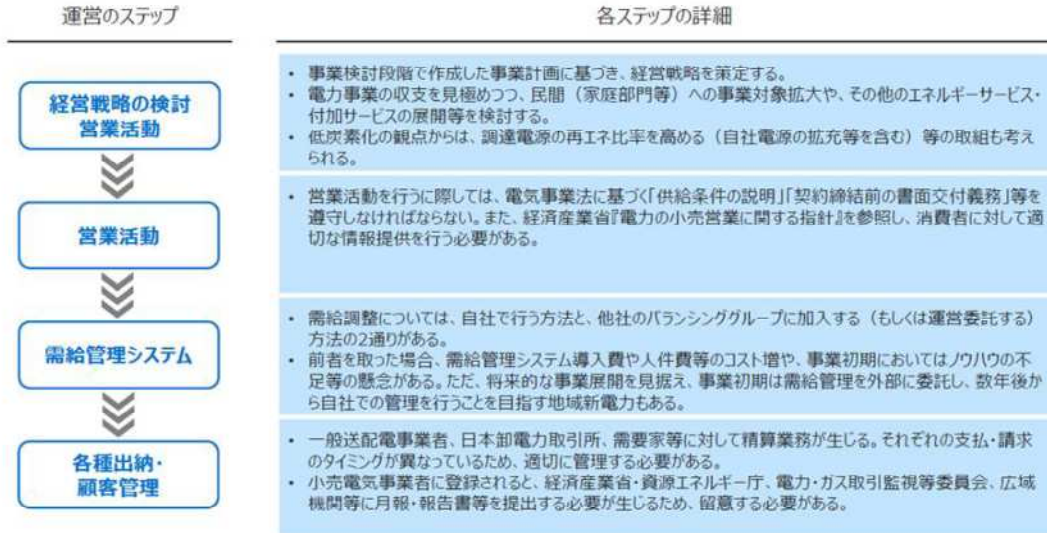 運営のステップ
各ステップの詳細
経営戦略の検討
営業活動
• 事業検討段階で作成した事業計画に基づき、経営戦略を策定する。
• 電力事業の収支を見極めつつ、民間（家庭部門等）への事業対象拡大や、その他のエネルギーサービス・
付加サービスの展開等を検討する。
• 低炭素化の観点からは、調達電源の再エネ比率を高める（自社電源の拡充等を含む）等の取組も考え
られる。
営業活動
• 営業活動を行うに際しては、電気事業法に基づく「供給条件の説明」「契約締結前の書面交付義務」等を
遵守しなければならない。また、経済産業省『電力の小売営業に関する指針』を参照し、消費者に対して適
切な情報提供を行う必要がある。
需給管理システム
• 需給調整については、自社で行う方法と、他社のバランシンググループに加入する（もしくは運営委託する）
方法の2通りがある。
• 前者を取った場合、需給管理システム導入費や人件費等のコスト増や、事業初期においてはノウハウの不
足等の懸念がある。ただ、将来的な事業展開を見据え、事業初期は需給管理を外部に委託し、数年後か
ら自社での管理を行うことを目指す地域新電力もある。
各種出納・
顧客管理
• 一般送配電事業者、日本卸電力取引所、需要家等に対して精算業務が生じる。それぞれの支払・請求
のタイミングが異なっているため、適切に管理する必要がある。
• 小売電気事業者に登録されると、経済産業省・資源エネルギー庁、電力・ガス取引監視等委員会、広域
機関等に月報・報告書等を提出する必要が生じるため、留意する必要がある。